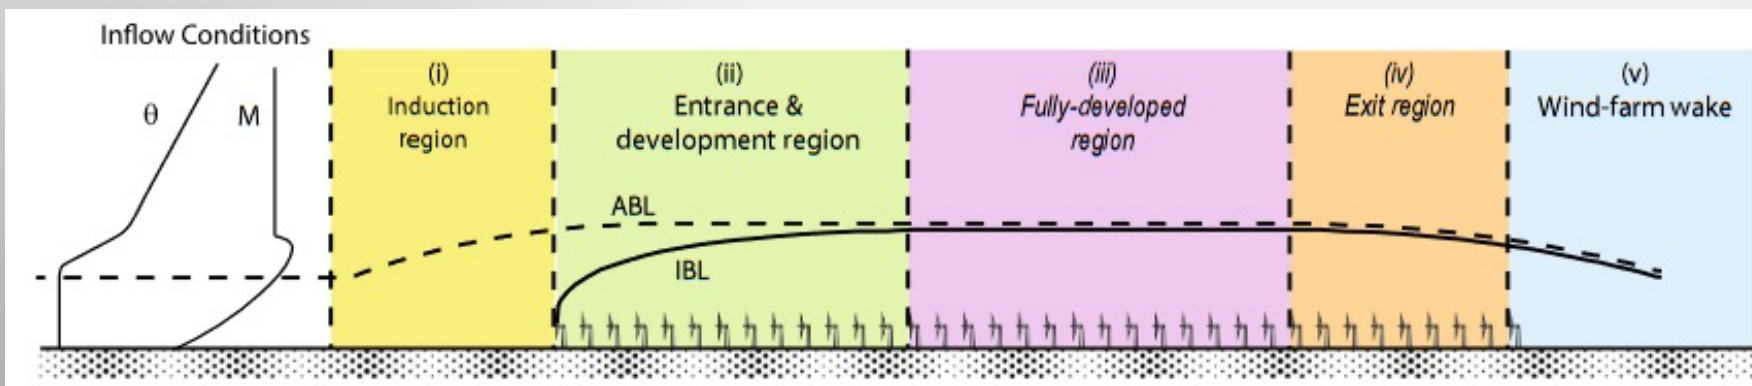 Inflow Conditions
θ
M
(i)
Induction
region
(ii)
Entrance &
development region
(iii)
Fully-developed
region
(iv)
Exit region
(v)
Wind-farm wake
ABL
IBL